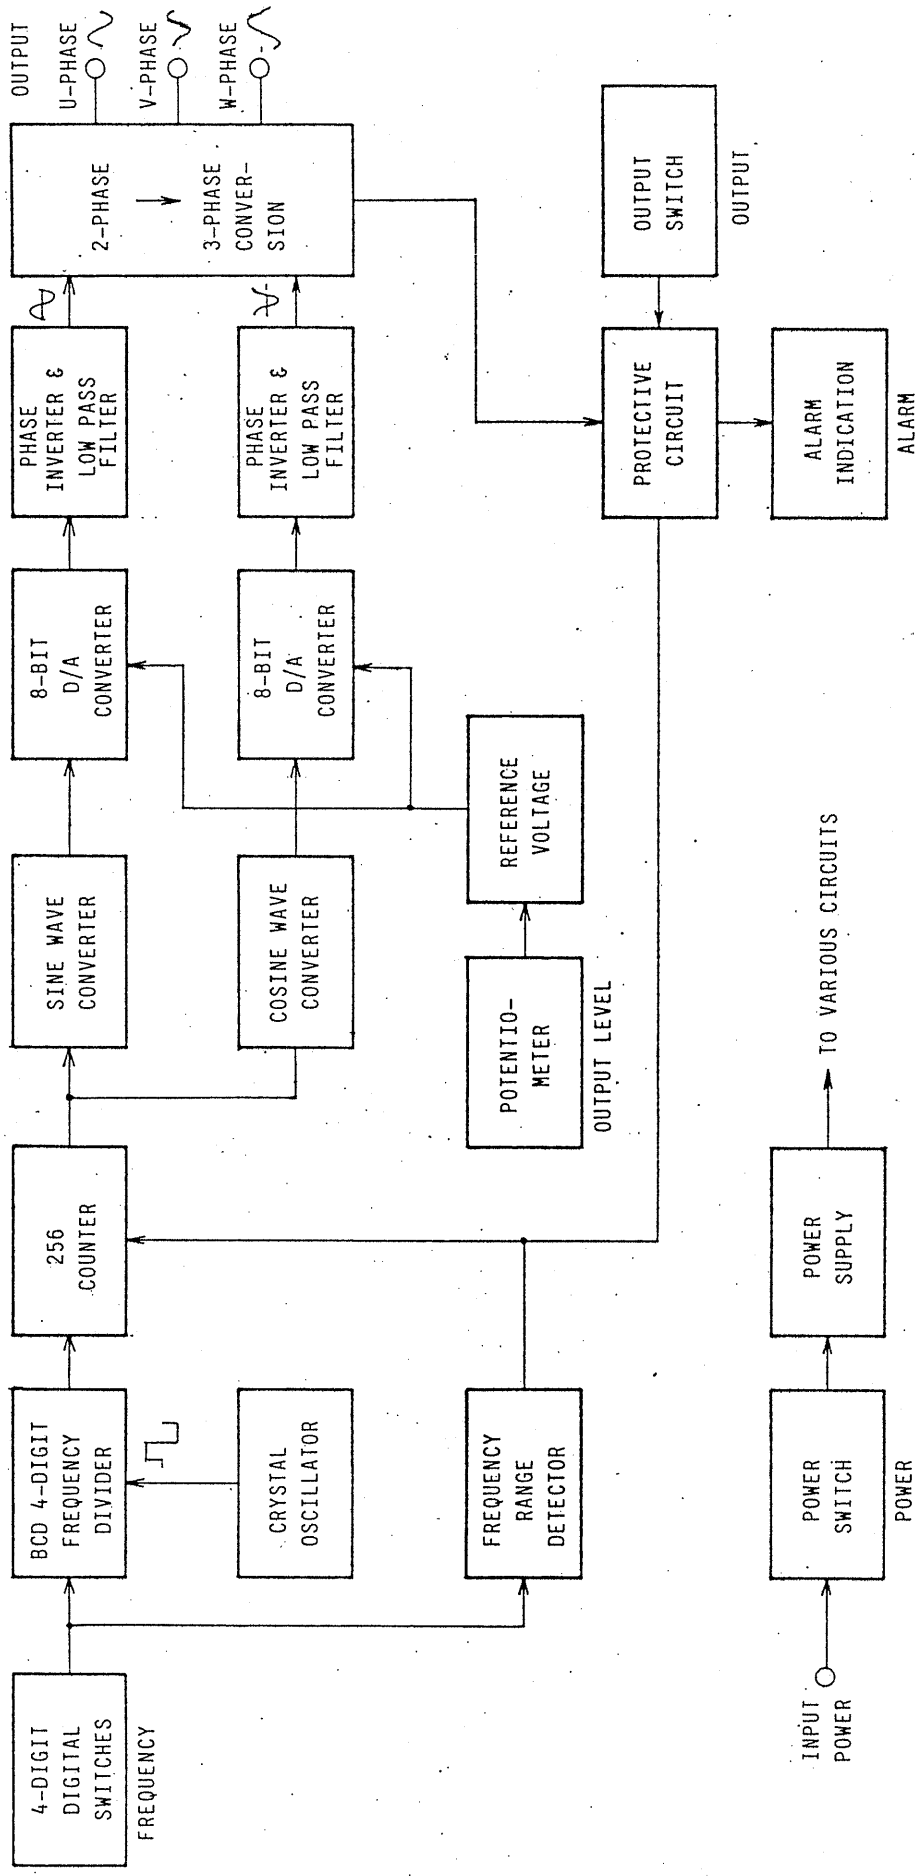 4-DIGIT
DIGITAL
SWITCHES
FREQUENCY
BCD 4-DIGIT
FREQUENCY
DIVIDER
256
COUNTER
SINE WAVE
CONVERTER
8-BIT
D/A
CONVERTER
PHASE
INVERTER &
LOW PASS
FILTER
2-PHASE
3-PHASE
CONVER-
SION
OUTPUT
U-PHASE
V-PHASE
W-PHASE
CRYSTAL
OSCILLATOR
COSINE WAVE
CONVERTER
8-BIT
D/A
CONVERTER
PHASE
INVERTER &
LOW PASS
FILTER
FREQUENCY
RANGE
DETECTOR
POTENTIO-
METER
OUTPUT LEVEL
REFERENCE
VOLTAGE
PROTECTIVE
CIRCUIT
OUTPUT
SWITCH
OUTPUT
INPUT
POWER
POWER
SWITCH
POWER
POWER
SUPPLY
TO VARIOUS CIRCUITS
ALARM
INDICATION
ALARM